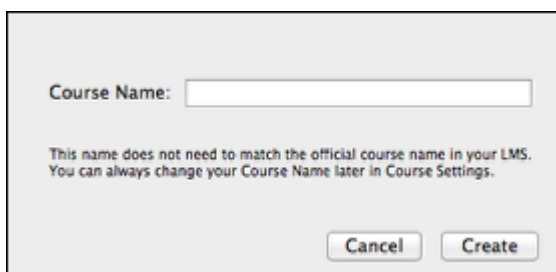 Course Name:
This name does not need to match the official course name in your LMS.
You can always change your Course Name later in Course Settings.
Cancel Create